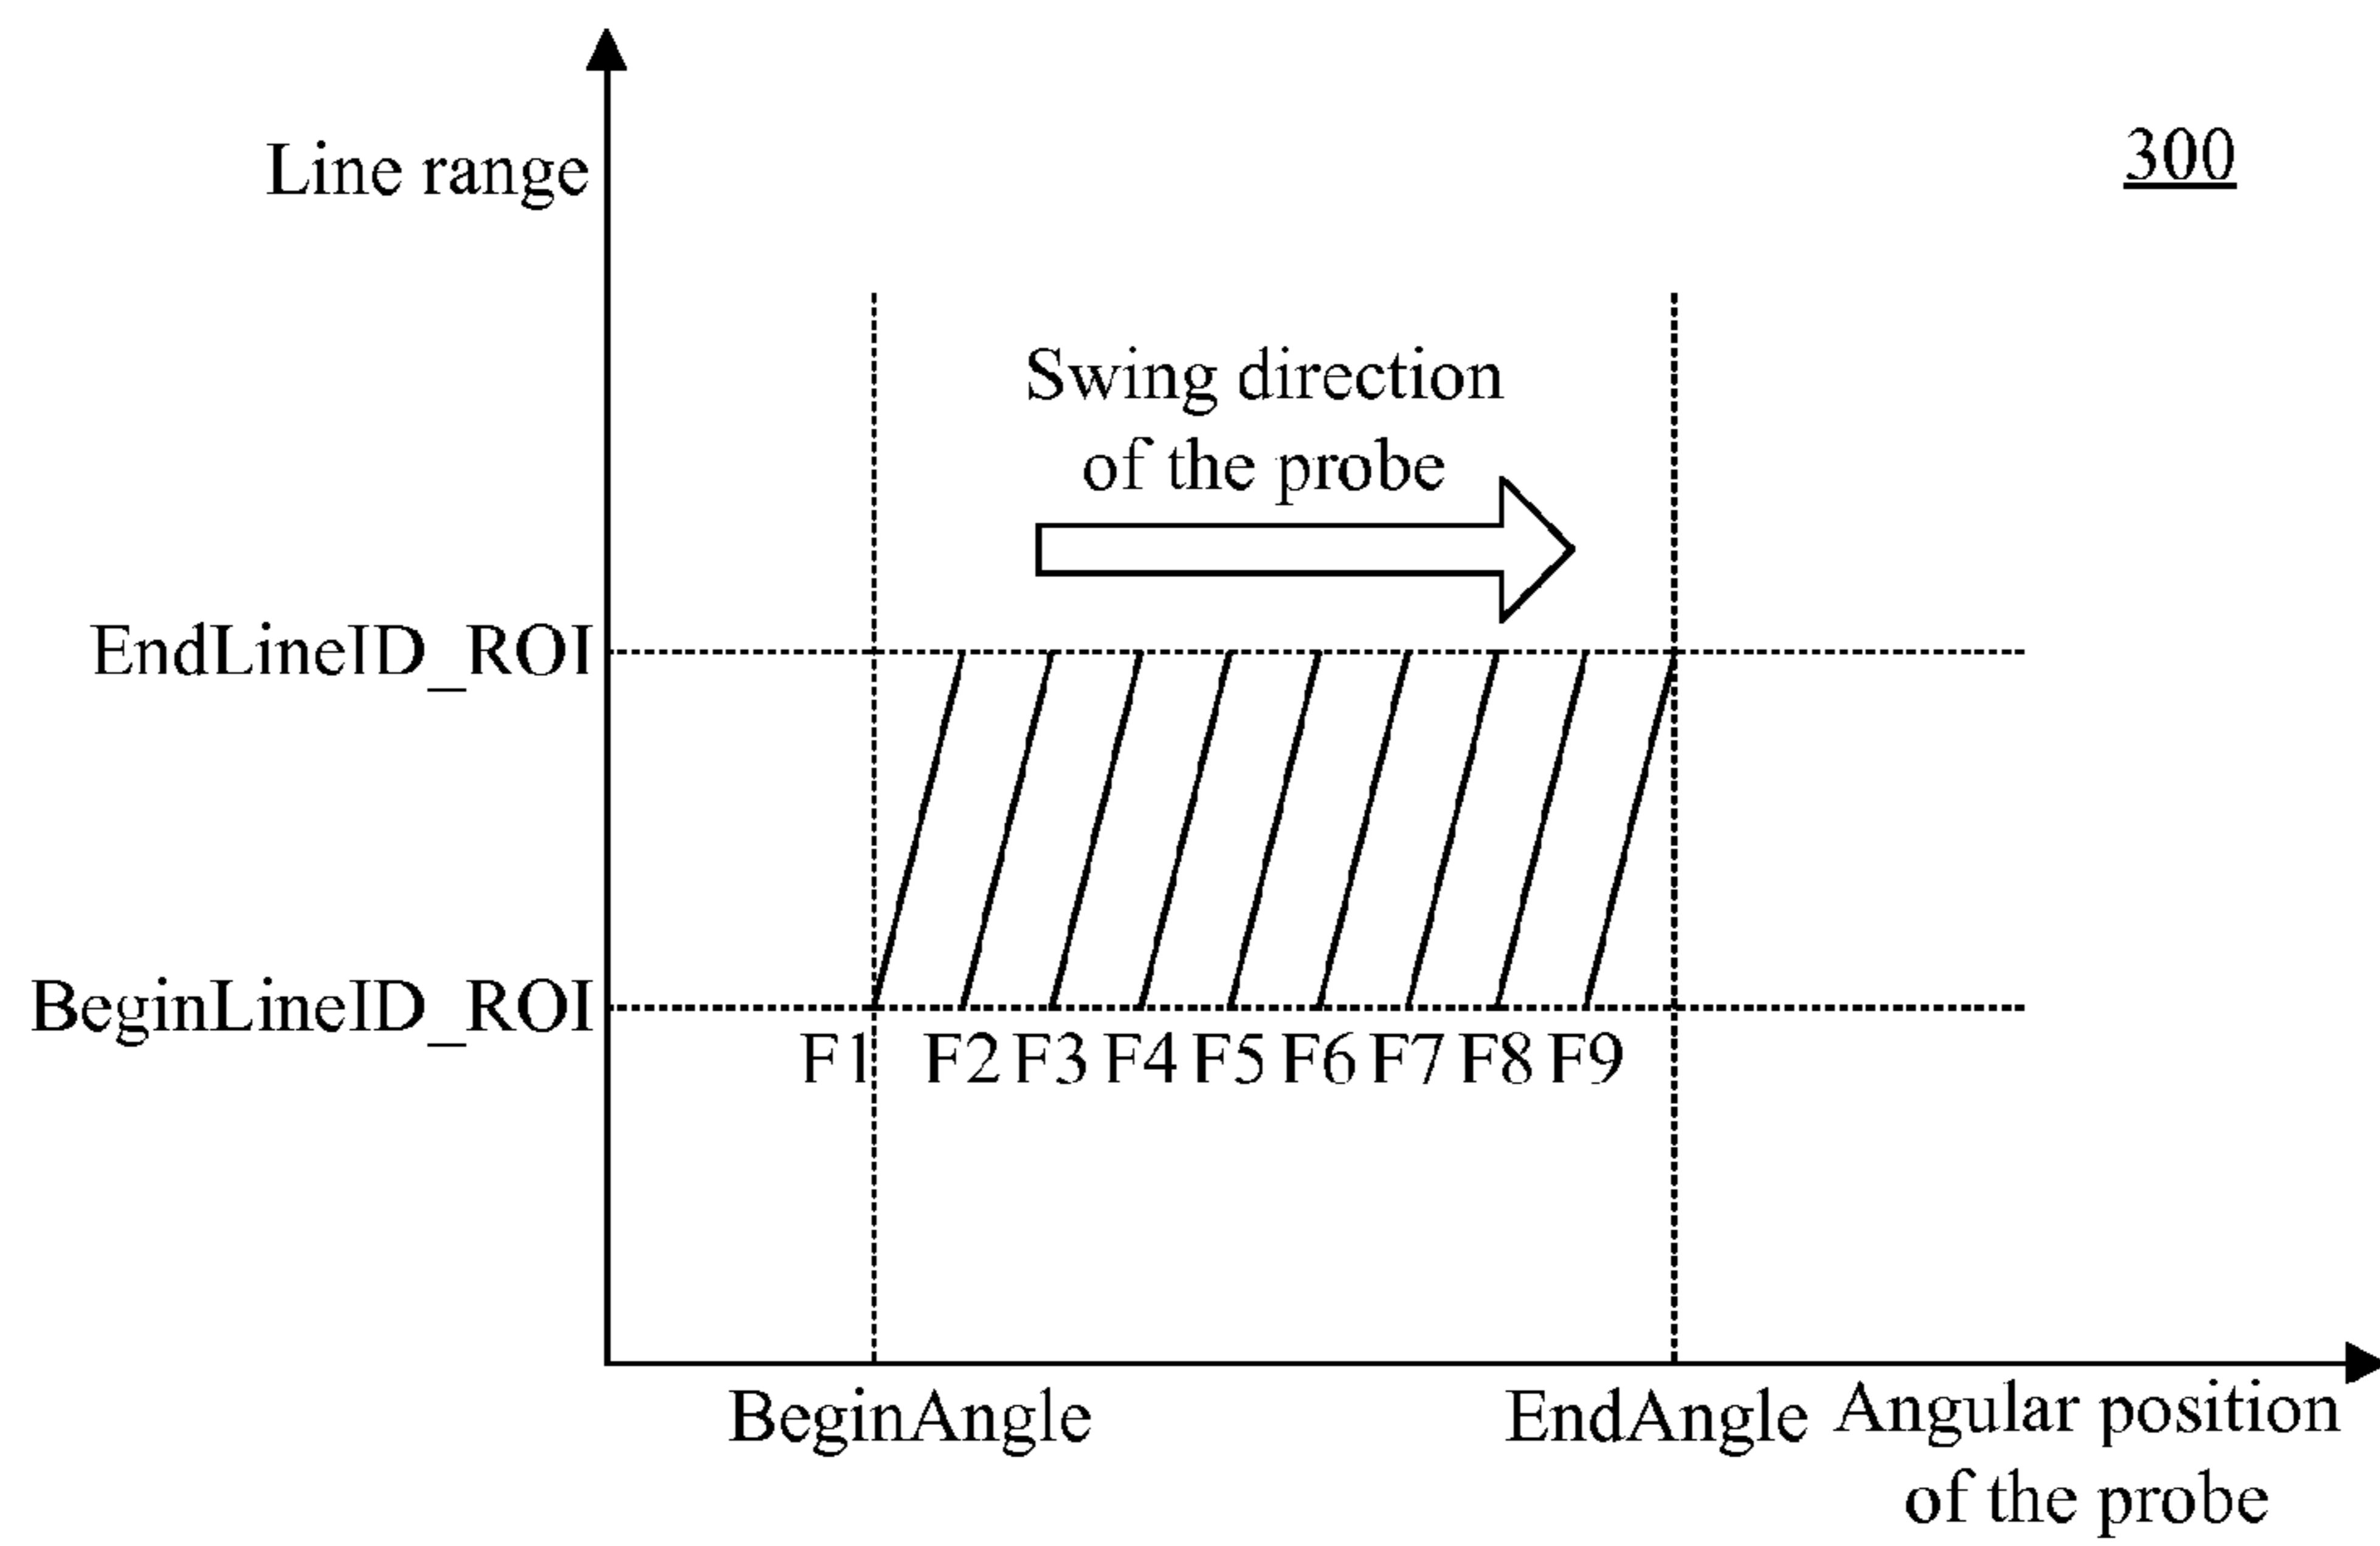 300
Line range
Swing direction
of the probe
EndLineID_ROI
BeginLineID_ROI
F1 F2 F3 F4 F5 F6 F7 F8 F9
BeginAngle
EndAngle
Angular position
of the probe